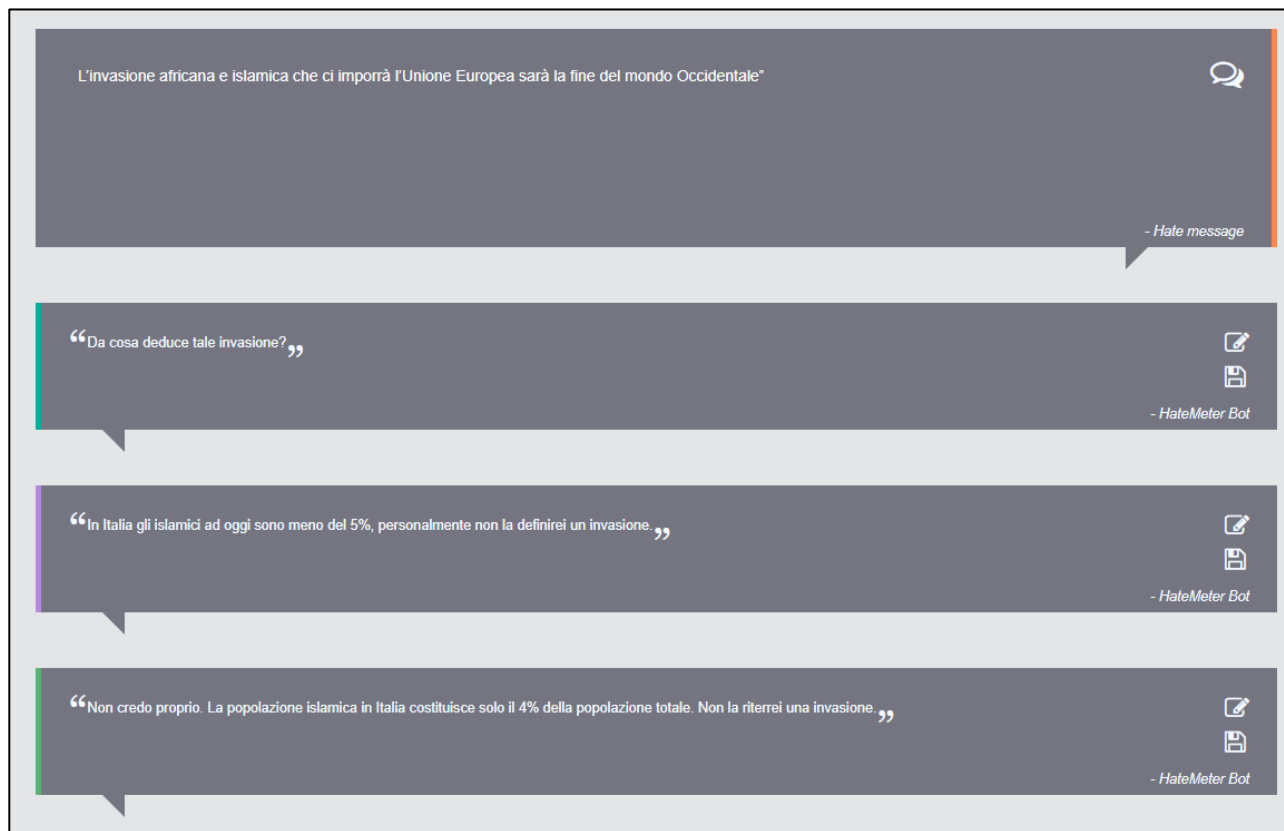 L'invasione africana e islamica che ci imporrà l'Unione Europea sarà la fine del mondo Occidentale"
- Hate message
“Da cosa deduce tale invasione?”
- HateMeter Bot
“In Italia gli islamici ad oggi sono meno del 5%, personalmente non la definirei un invasione.”
- HateMeter Bot
“Non credo proprio. La popolazione islamica in Italia costituisce solo il 4% della popolazione totale. Non la riterrei una invasione.”
- HateMeter Bot